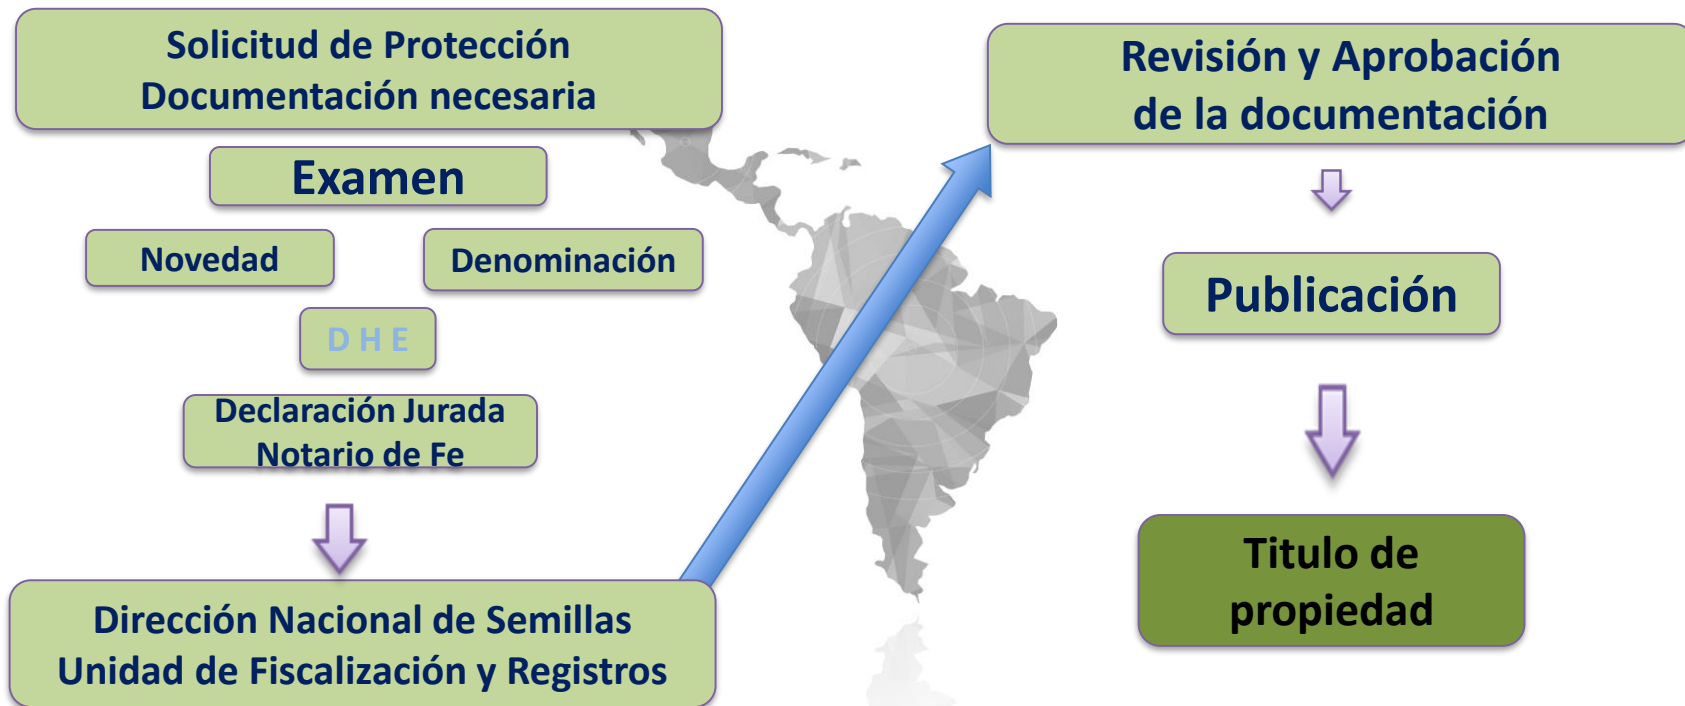 Solicitud de Protección
Documentación necesaria
Examen
Novedad
Denominación
D H E
Declaración Jurada
Notario de Fe
Dirección Nacional de Semillas
Unidad de Fiscalización y Registros
Revisión y Aprobación
de la documentación
Publicación
Titulo de
propiedad